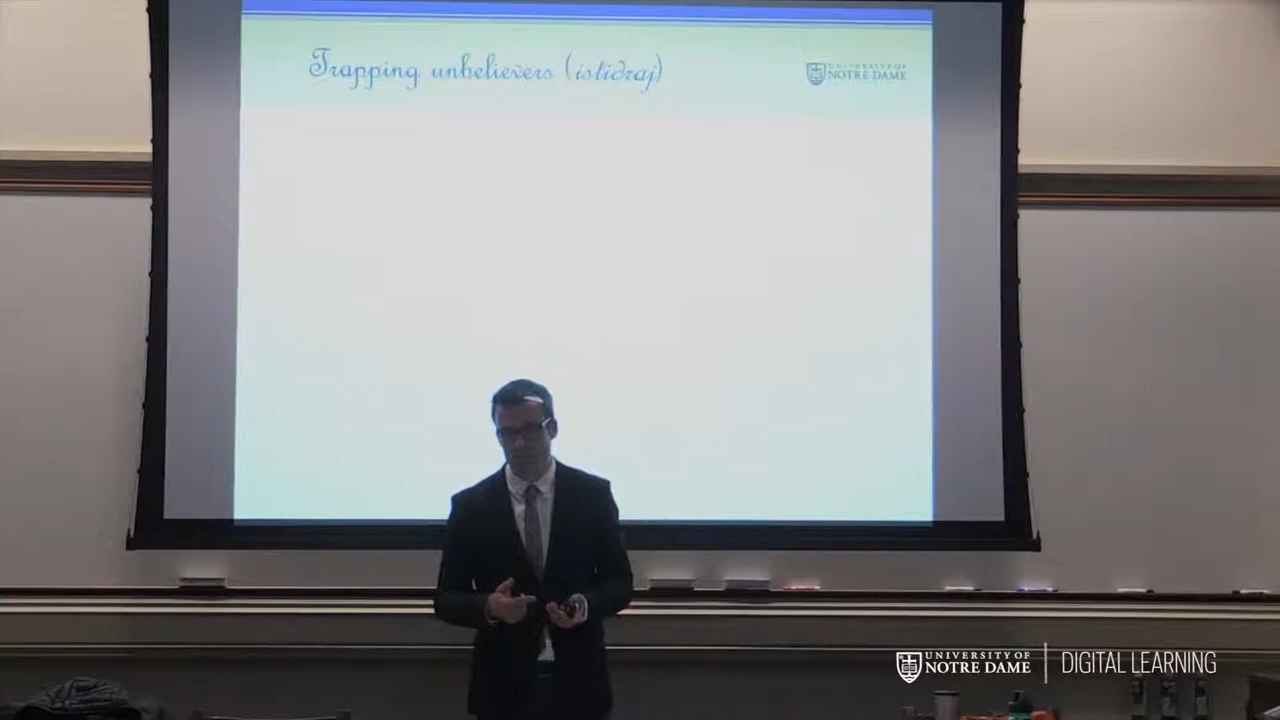 Trapping unbelievers (istidraj)
UNIVERSITY OF
NOTRE DAME
UNIVERSITY OF
NOTRE DAME
DIGITAL LEARNING